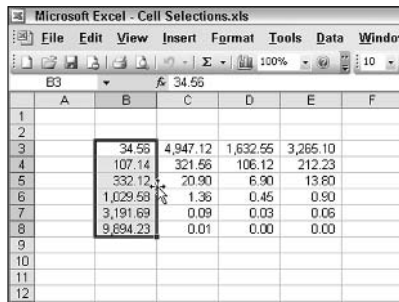 Microsoft Excel - Cell Selections.xls
File Edit View Insert Format Tools Data Windo
Σ 100% 10
B3 fx 34.56
A B C D E F
1
2
3 34.56 4,947.12 1,632.55 3,265.10
4 107.14 321.56 106.12 212.23
5 332.12 20.90 6.90 13.80
6 1,029.58 1.36 0.45 0.90
7 3,191.69 0.09 0.03 0.06
8 9,894.23 0.01 0.00 0.00
9
10
11
12